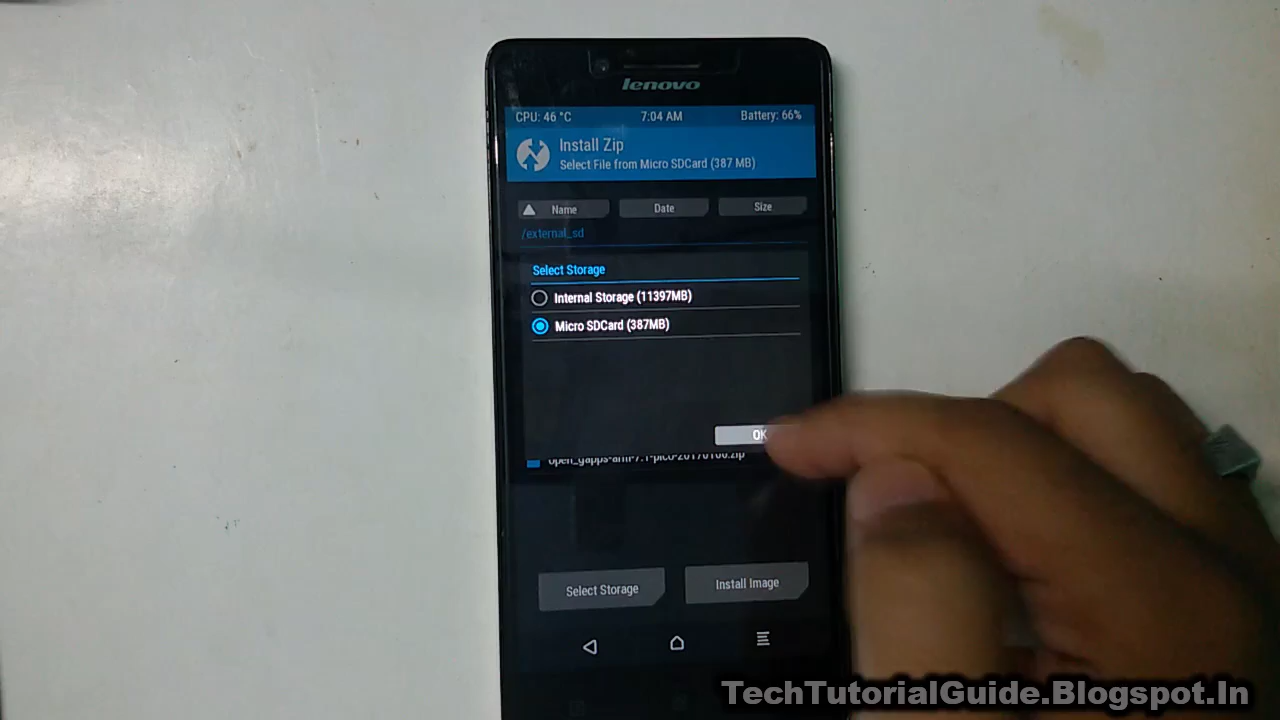 lenovo
CPU: 46 °C 7:04 AM Battery: 66%
Install Zip
Select File from Micro SDCard (387 MB)
Name Date Size
/external_sd
Select Storage
Internal Storage (11397MB)
Micro SDCard (387MB)
OK
Select Storage Install Image
TechTutorialGuide.Blogspot.In